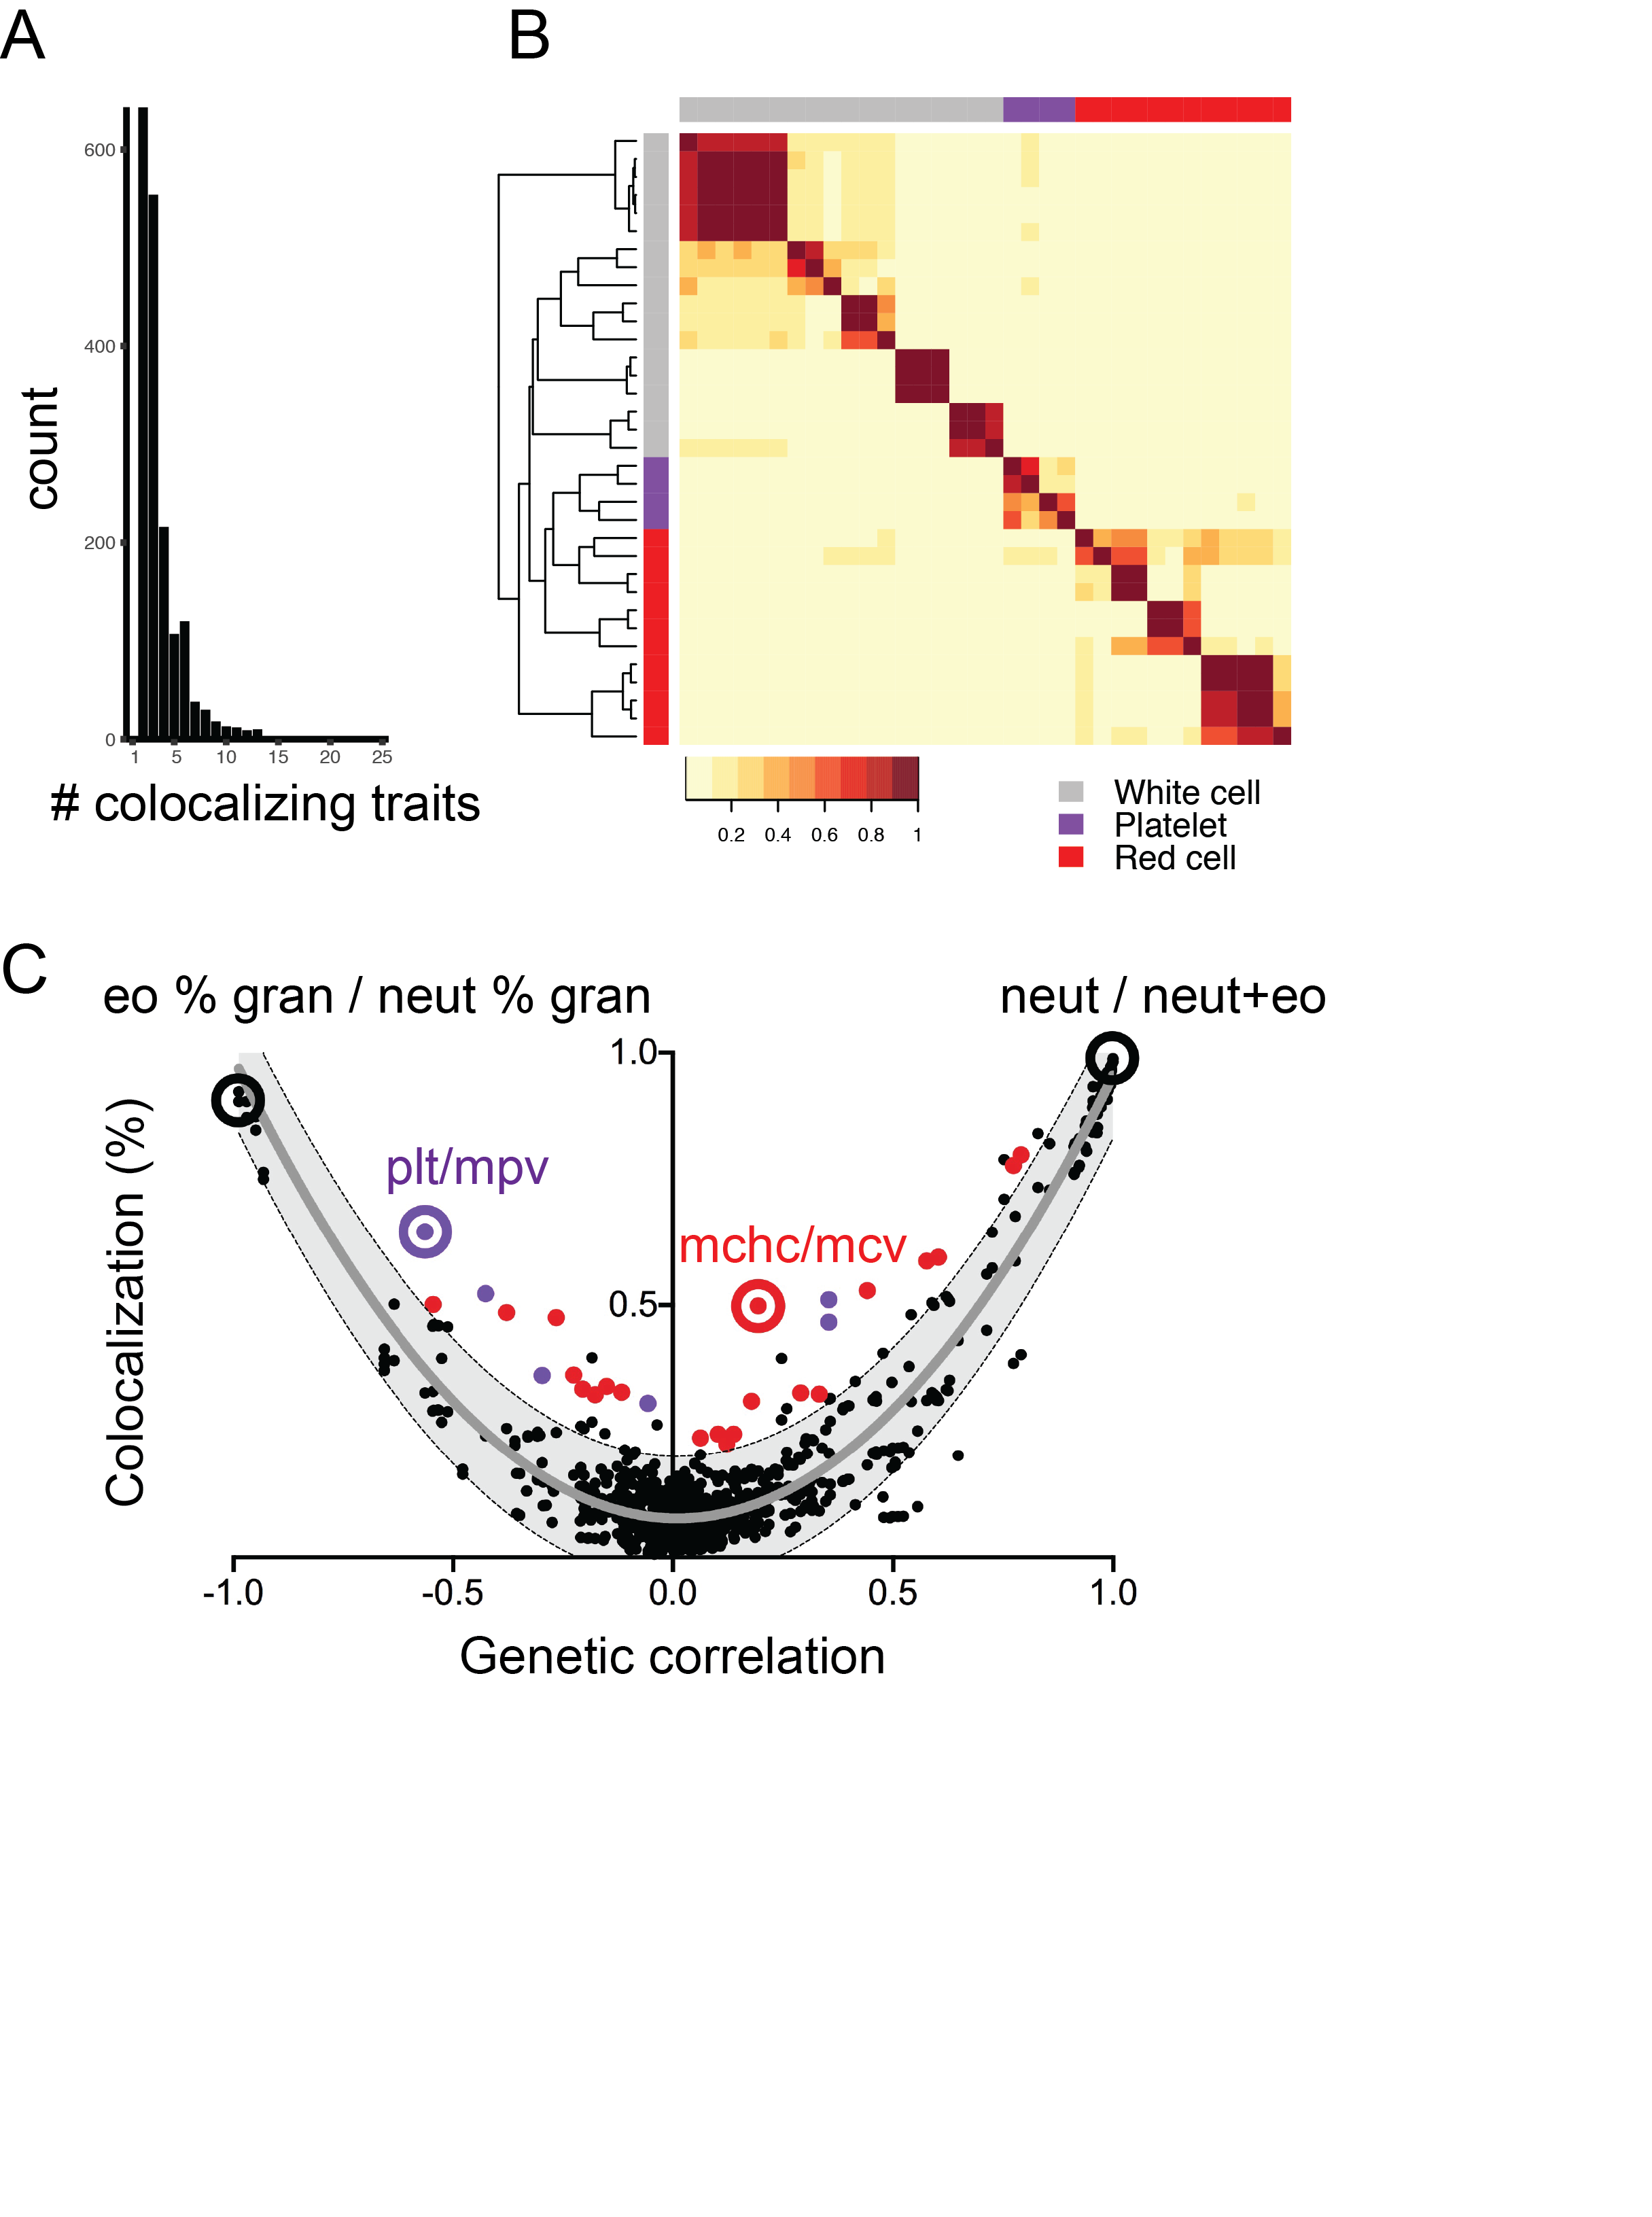 A
B
600
400
200
0
count
1 5 10 15 20 25
# colocalizing traits
0.2 0.4 0.6 0.8 1
White cell
Platelet
Red cell
C
eo % gran / neut % gran
neut / neut+eo
1.0
plt/mpv
mchc/mcv
0.5
Colocalization (%)
-1.0 -0.5 0.0 0.5 1.0
Genetic correlation